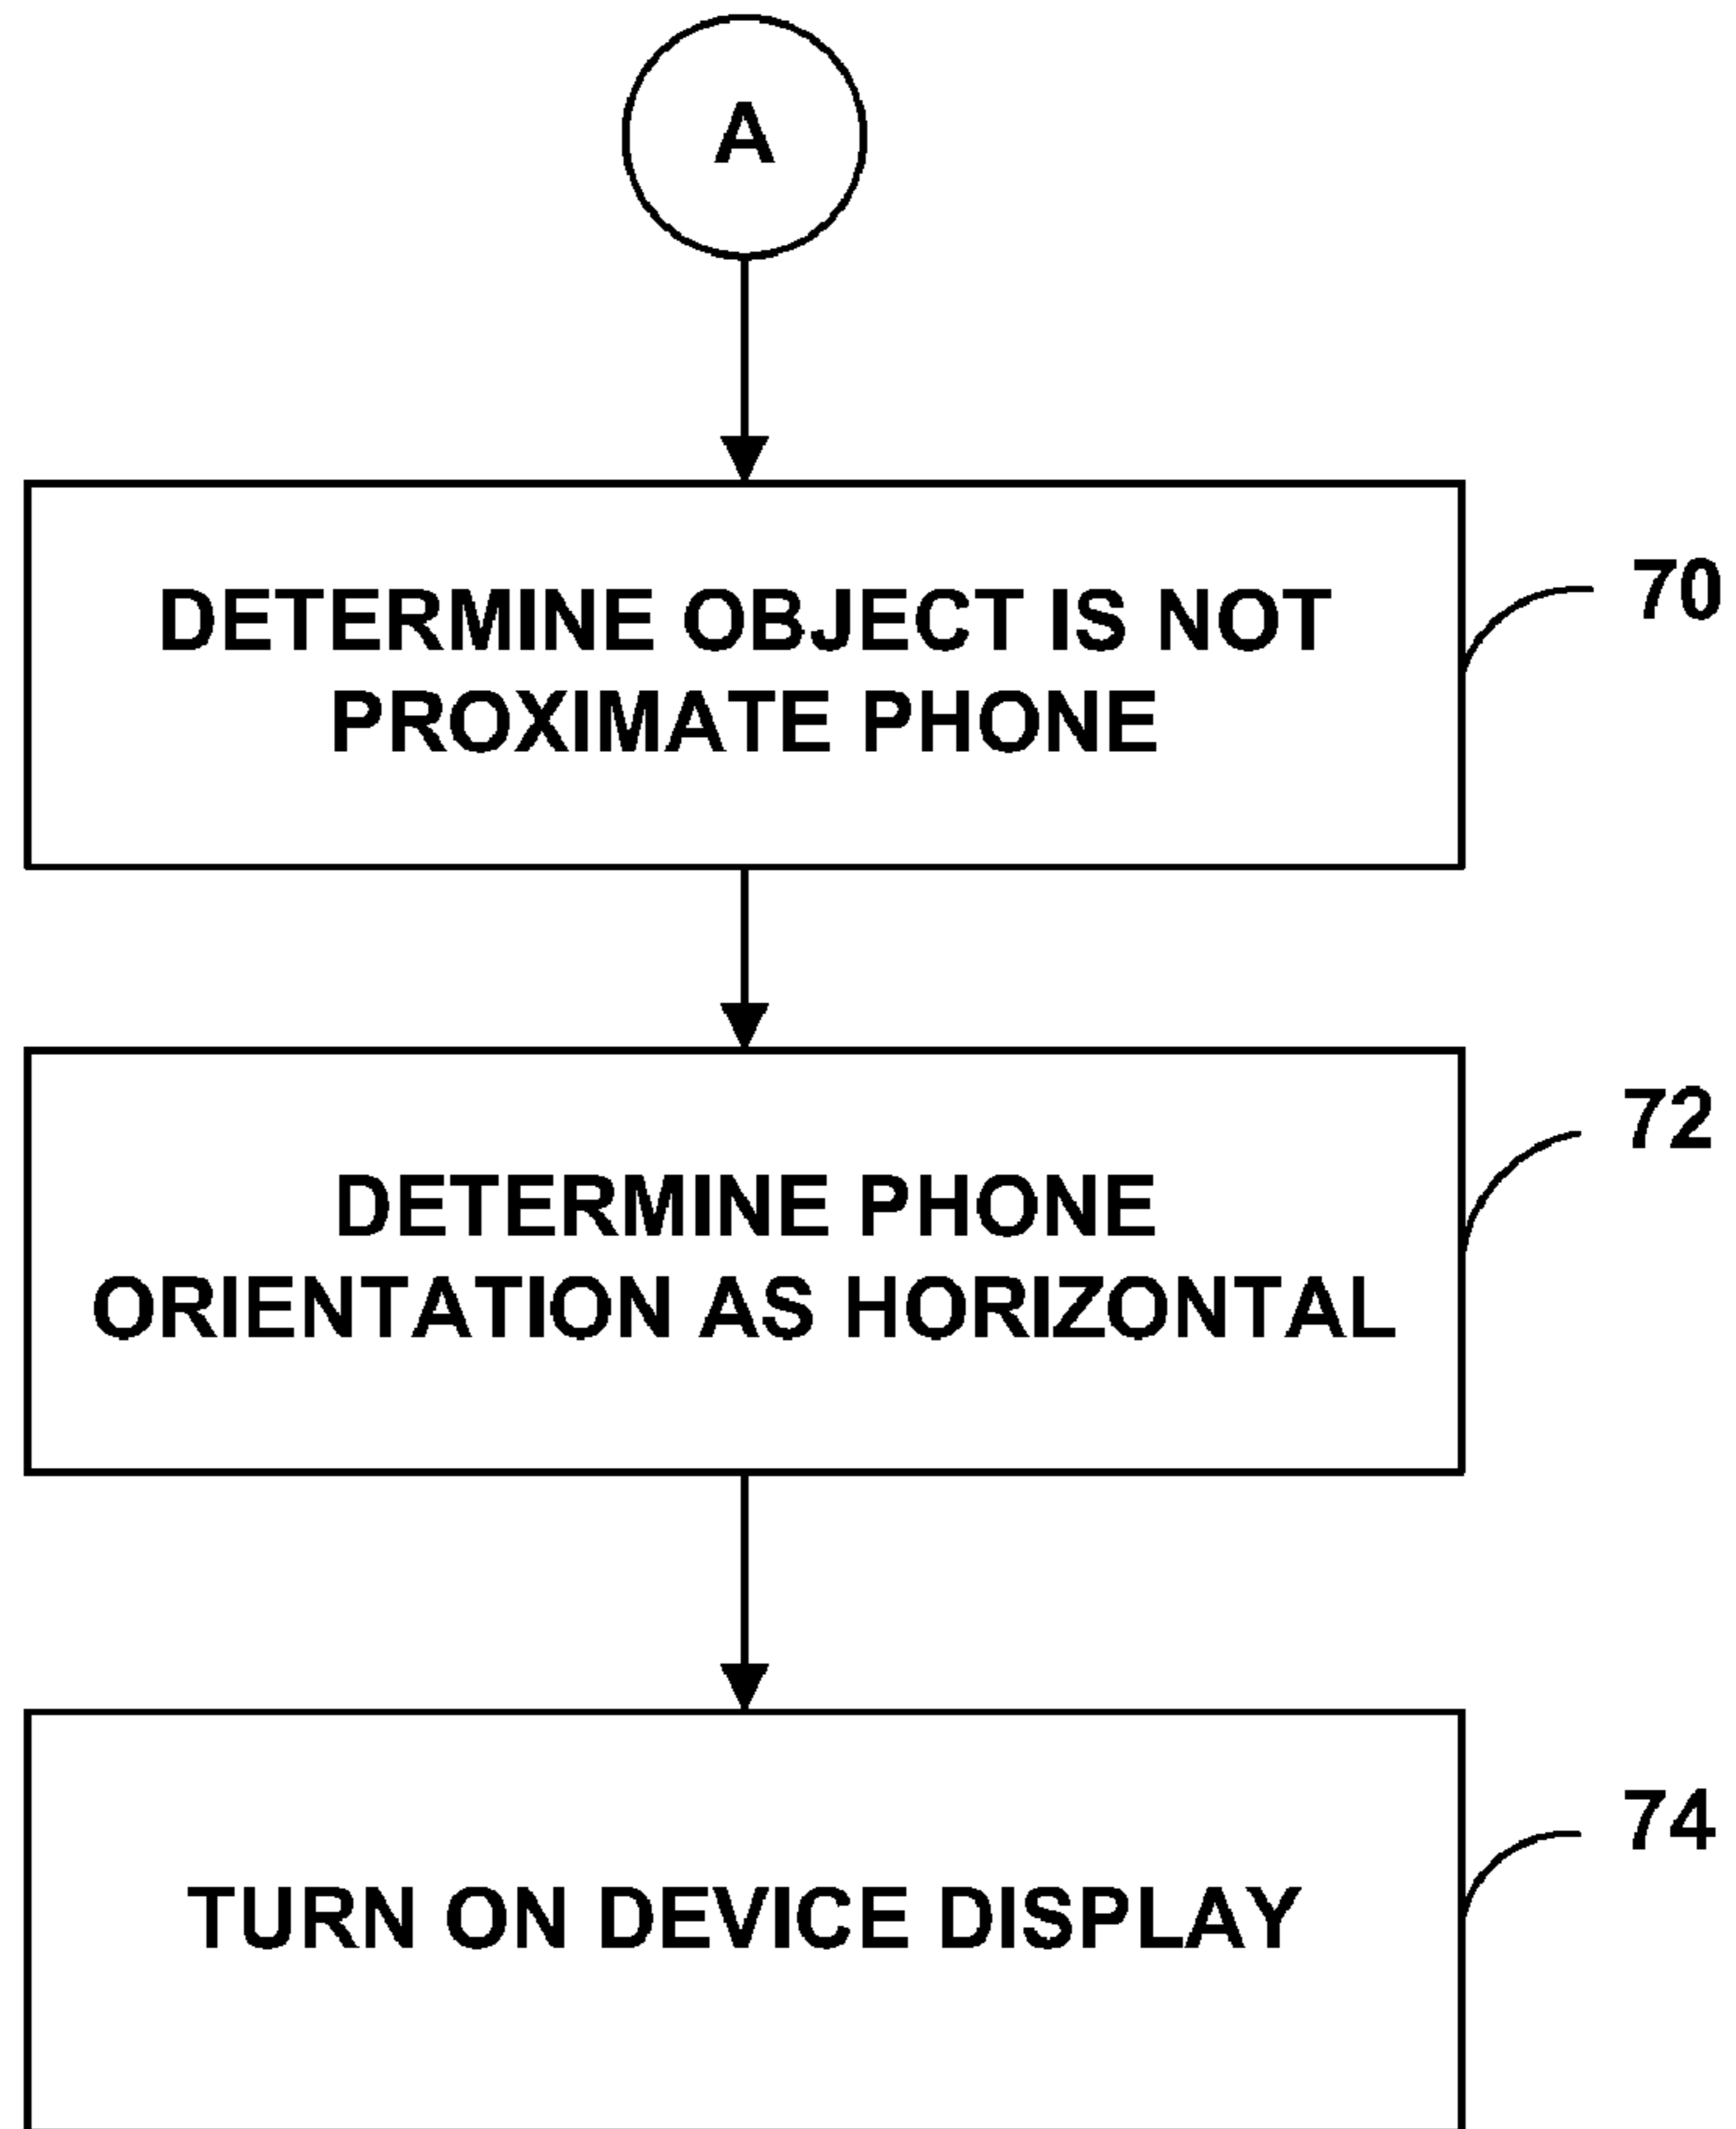 A
DETERMINE OBJECT IS NOT
PROXIMATE PHONE
70
DETERMINE PHONE
ORIENTATION AS HORIZONTAL
72
TURN ON DEVICE DISPLAY
74